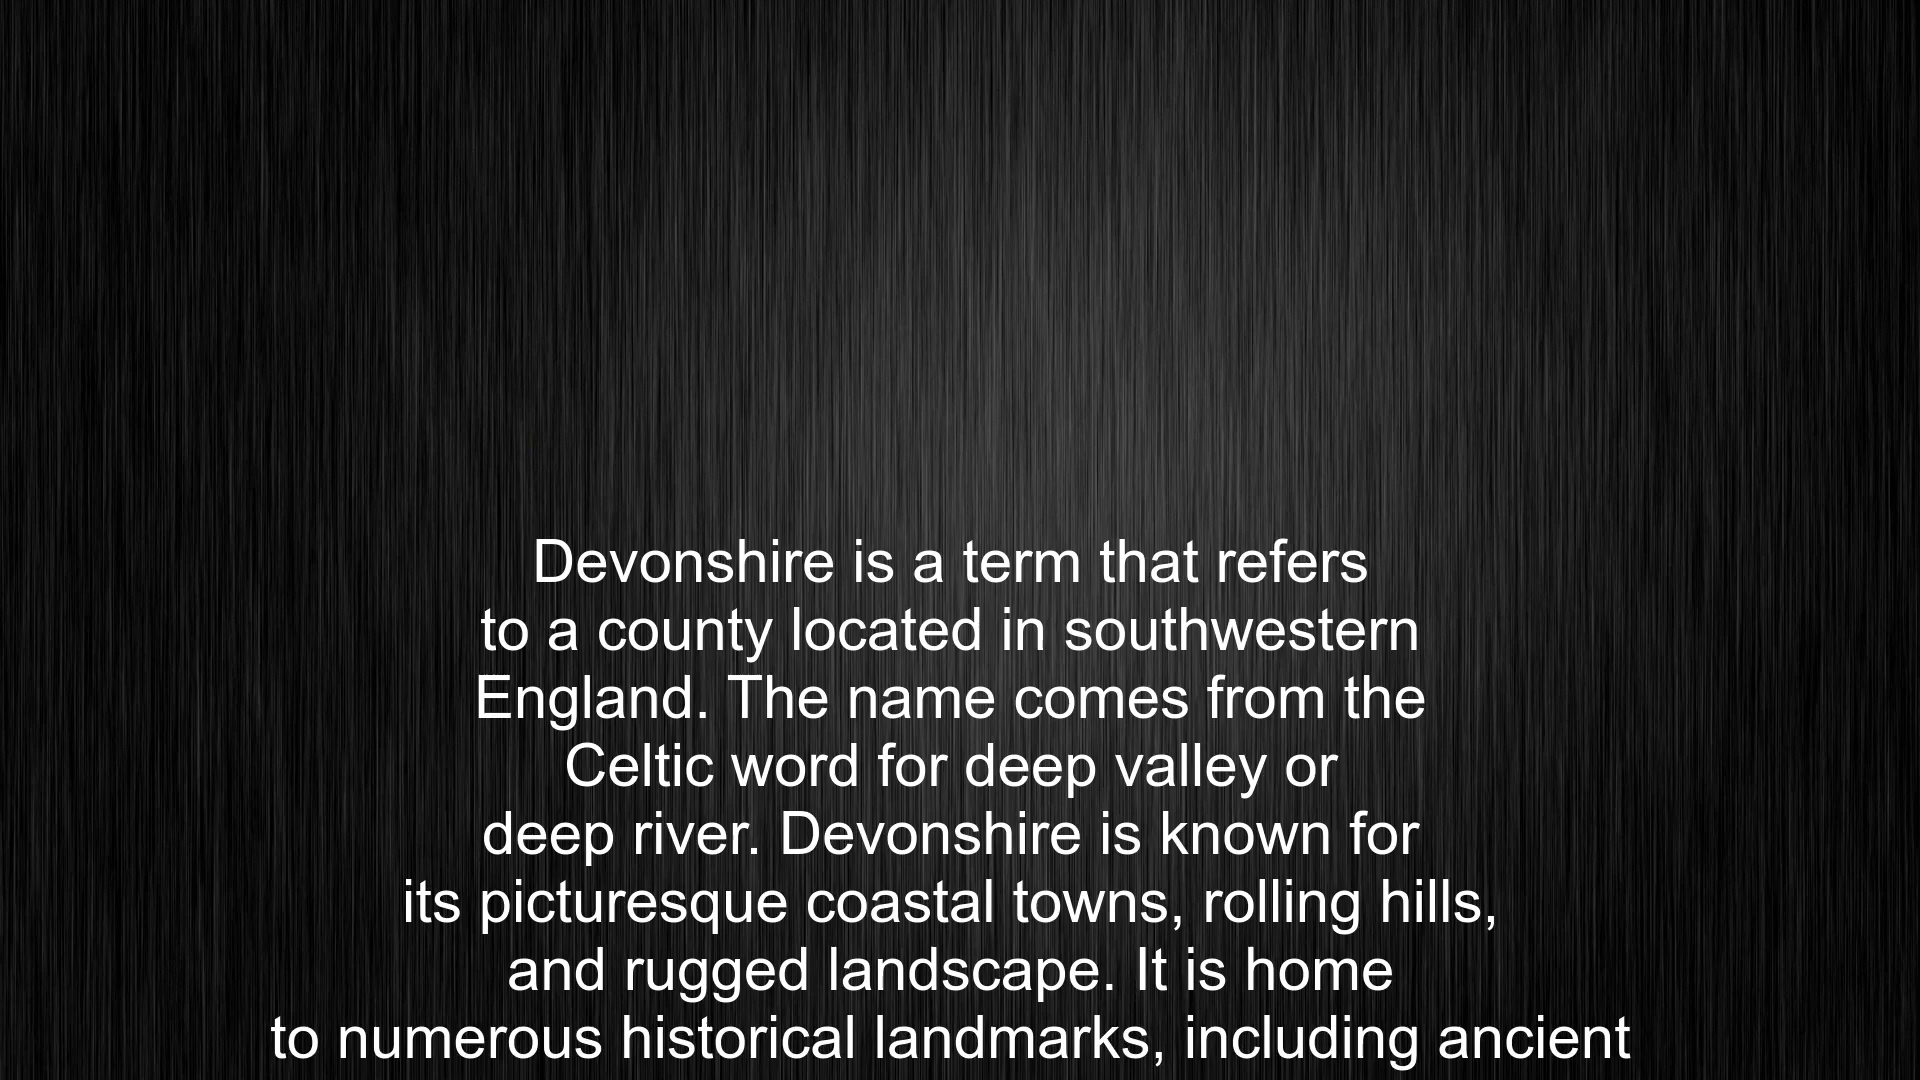 Devonshire is a term that refers
to a county located in southwestern
England. The name comes from the
Celtic word for deep valley or
deep river. Devonshire is known for
its picturesque coastal towns, rolling hills,
and rugged landscape. It is home
to numerous historical landmarks, including ancient